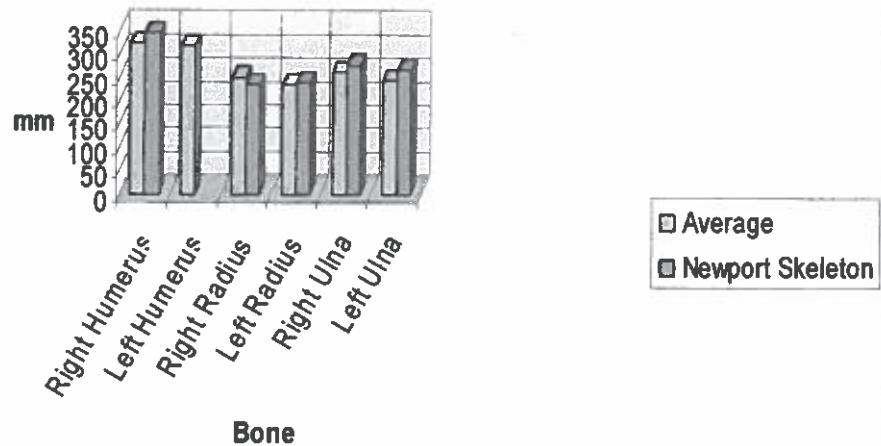 350
300
mm 250
200
150
100
50
0
Right Humerus
Left Humerus
Right Radius
Left Radius
Right Ulna
Left Ulna
Bone
Average
Newport Skeleton